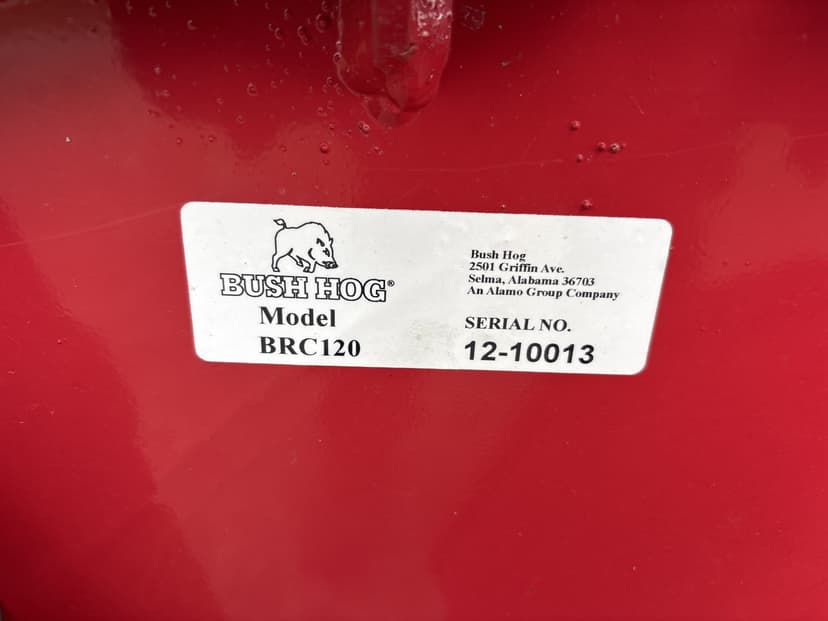 BUSH HOG®
Model
BRC120
Bush Hog
2501 Griffin Ave.
Selma, Alabama 36703
An Alamo Group Company
SERIAL NO.
12-10013